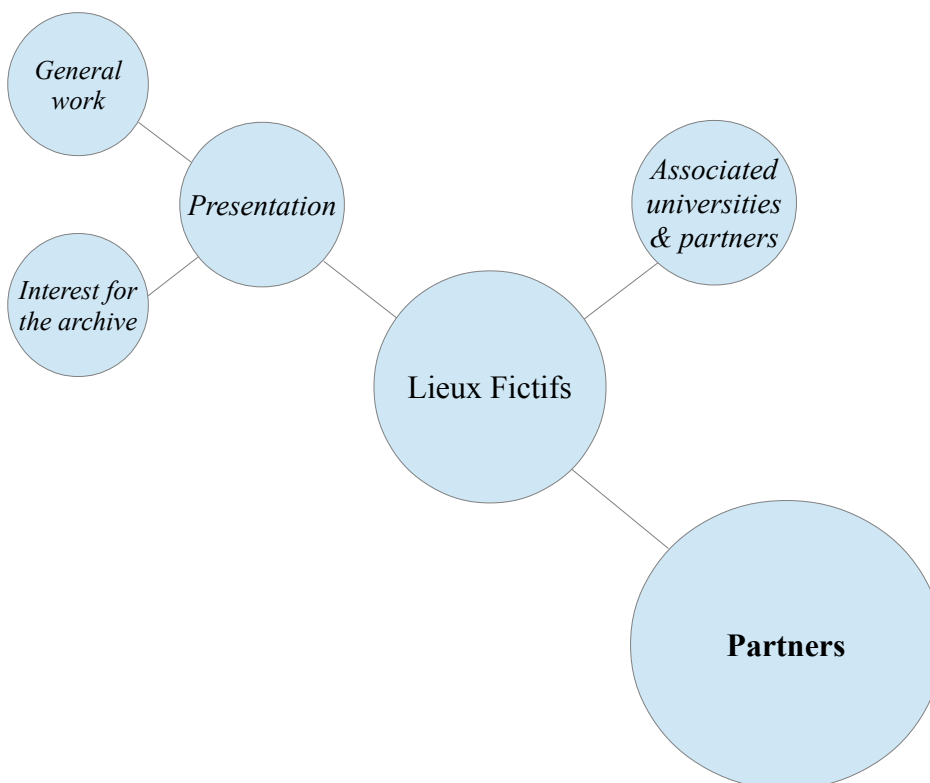 General
work
Presentation
Interest for
the archive
Associated
universities
& partners
Lieux Fictifs
Partners